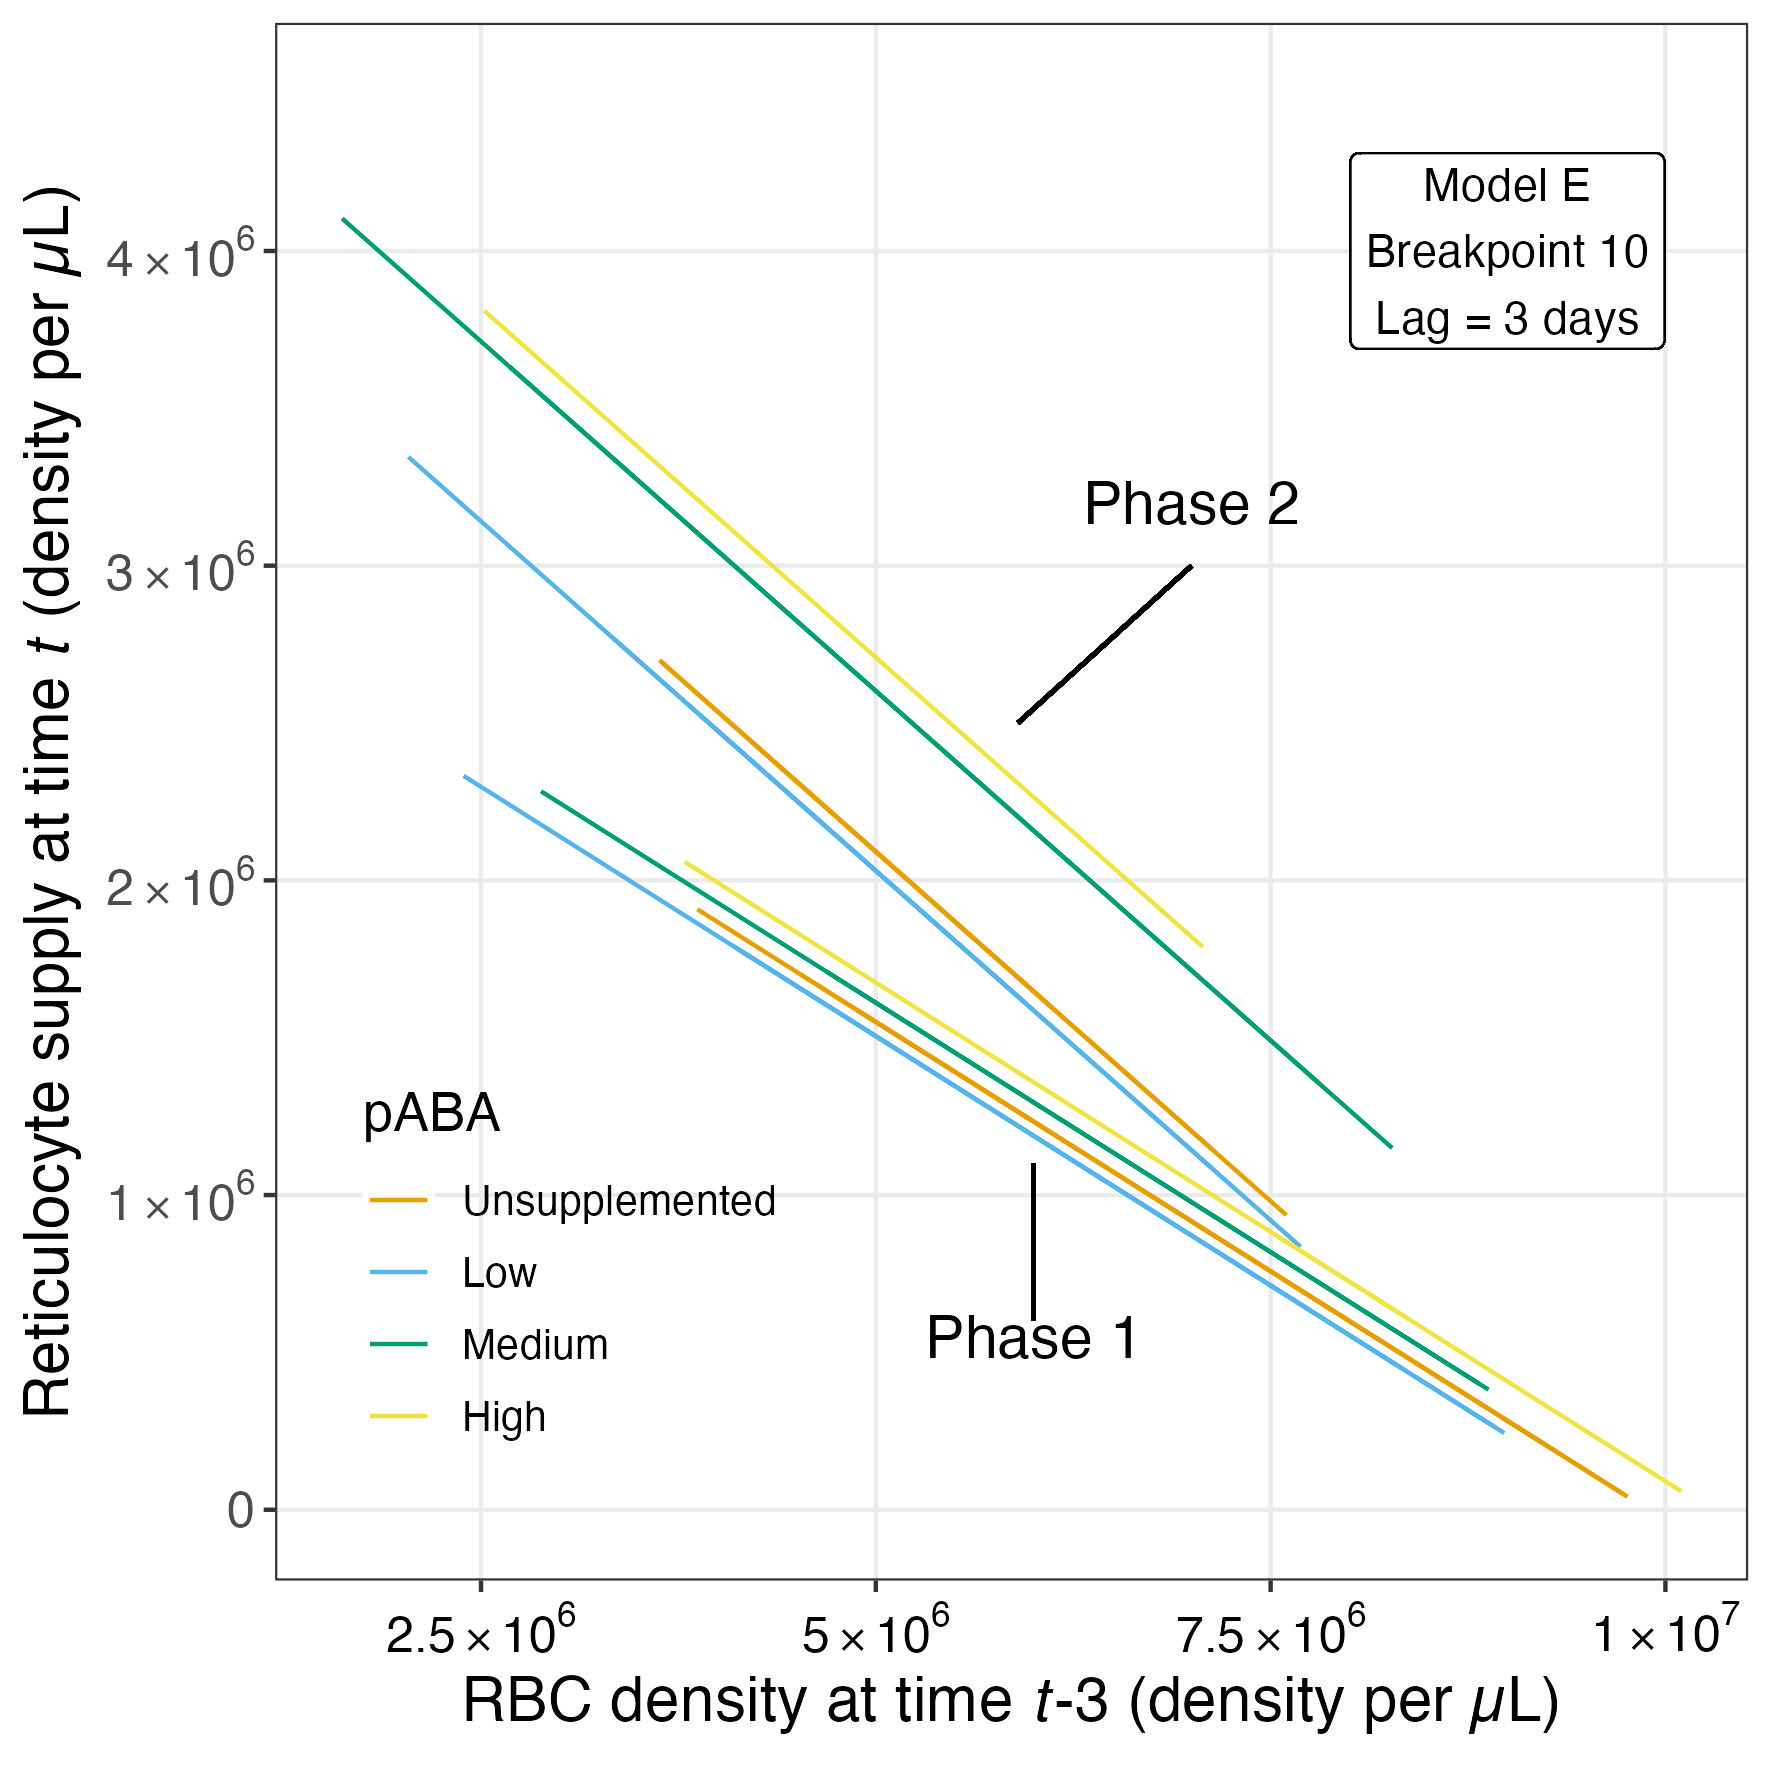 Reticulocyte supply at time t (density per µL)
4×10⁶
3×10⁶
2×10⁶
1×10⁶
0
Model E
Breakpoint 10
Lag = 3 days
Phase 2
Phase 1
pABA
Unsupplemented
Low
Medium
High
2.5×10⁶ 5×10⁶ 7.5×10⁶ 1×10⁷
RBC density at time t-3 (density per µL)